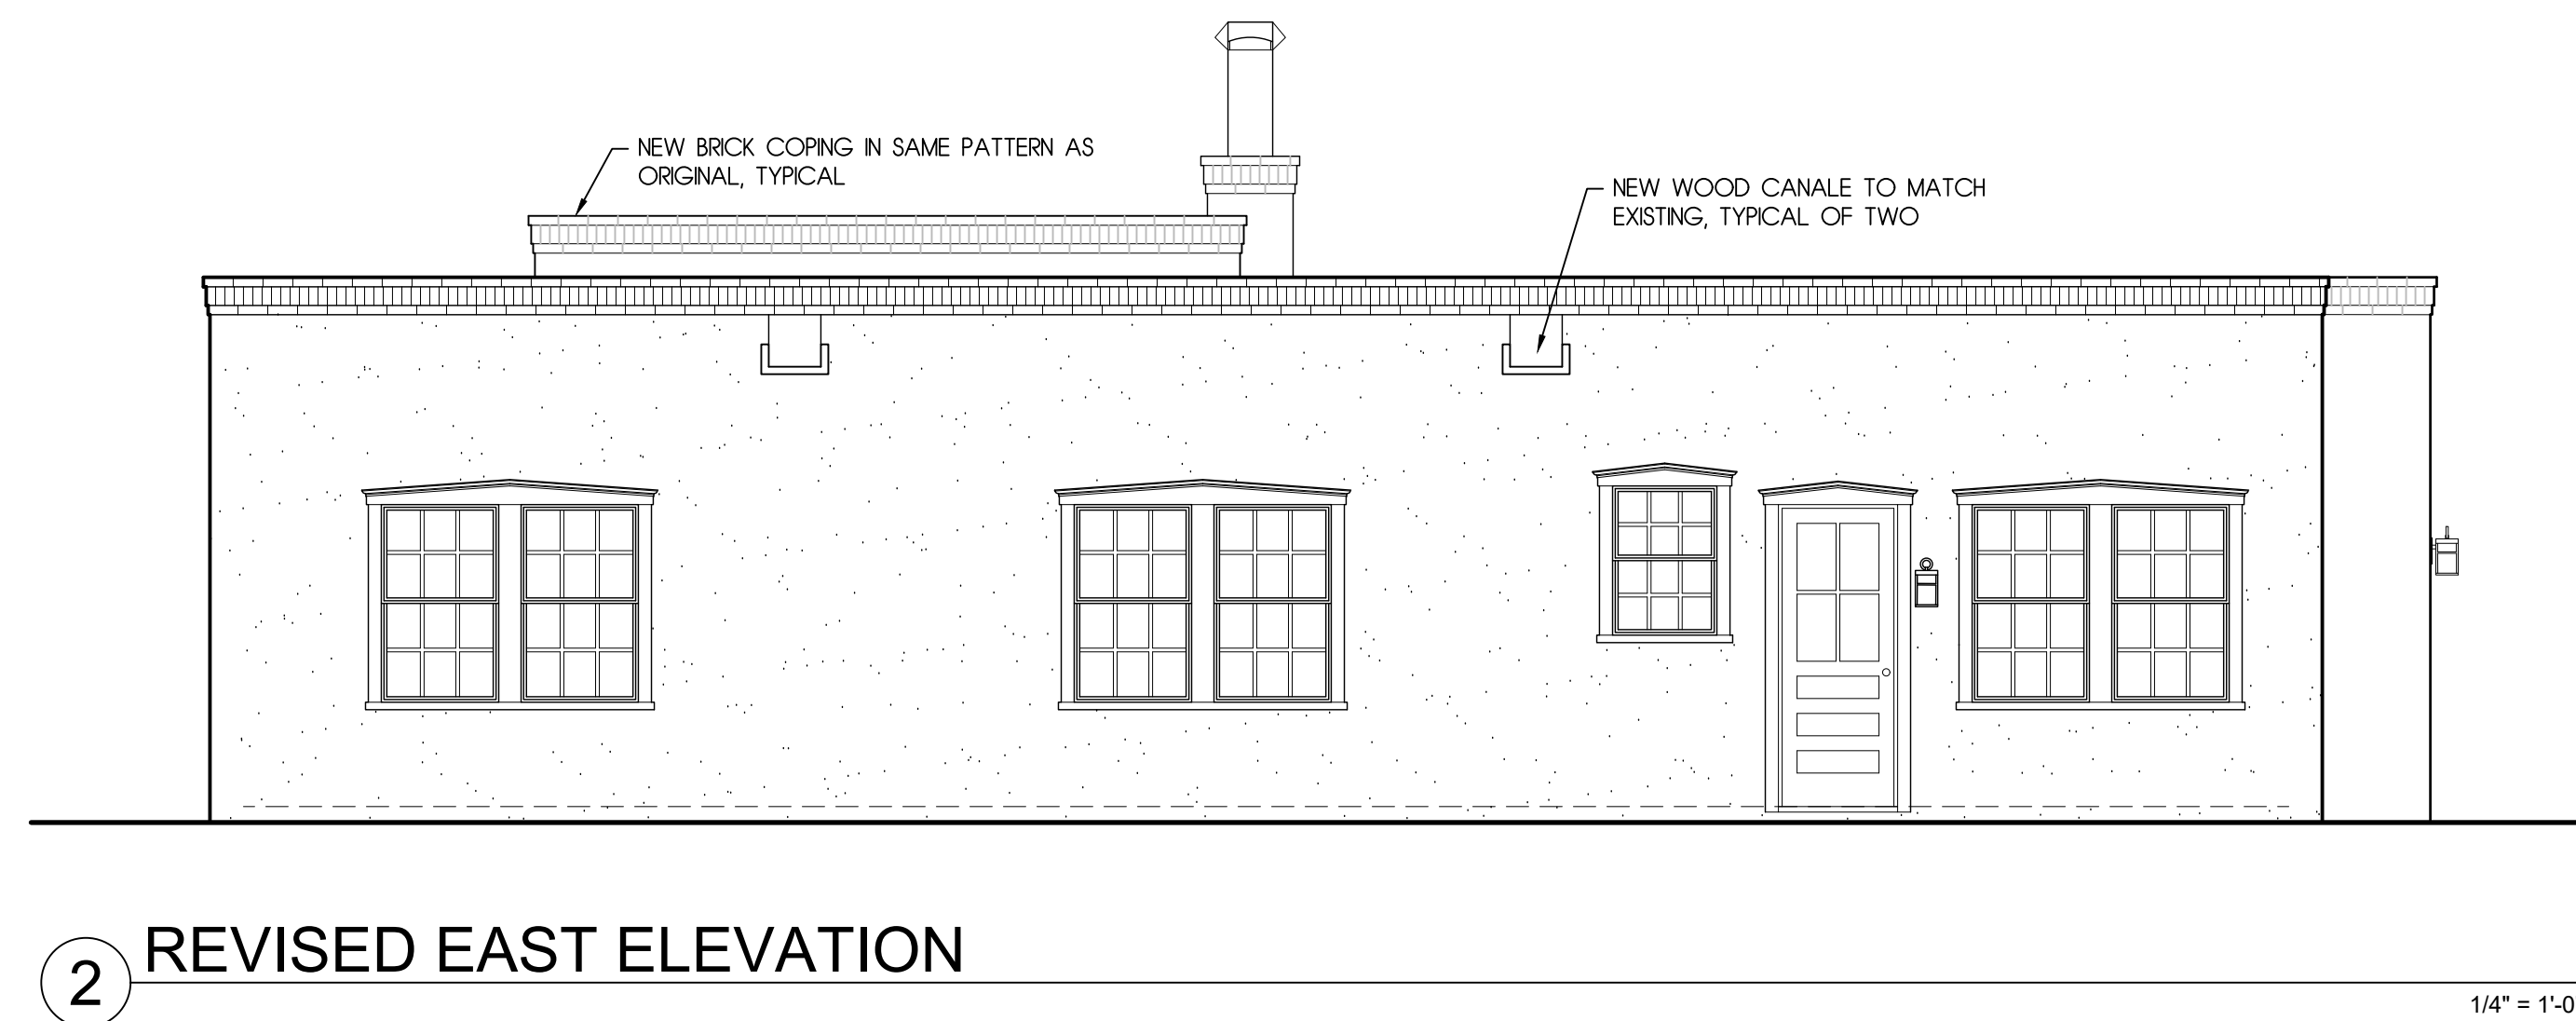 NEW BRICK COPING IN SAME PATTERN AS
ORIGINAL, TYPICAL
NEW WOOD CANALE TO MATCH
EXISTING, TYPICAL OF TWO
2
REVISED EAST ELEVATION
1/4" = 1'-0